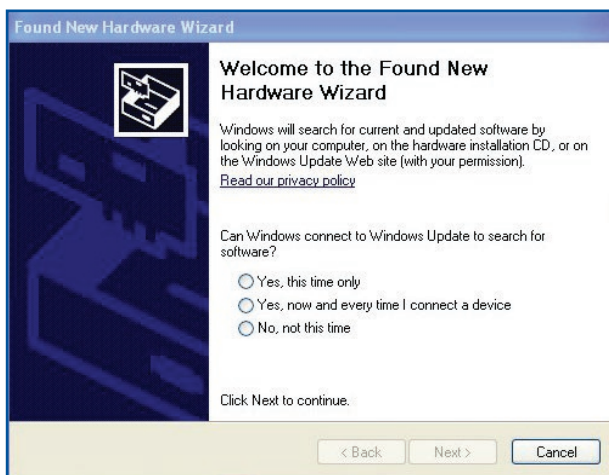 Found New Hardware Wizard
Welcome to the Found New
Hardware Wizard
Windows will search for current and updated software by
looking on your computer, on the hardware installation CD, or on
the Windows Update Web site (with your permission).
Read our privacy policy
Can Windows connect to Windows Update to search for
software?
Yes, this time only
Yes, now and every time I connect a device
No, not this time
Click Next to continue.
< Back Next > Cancel